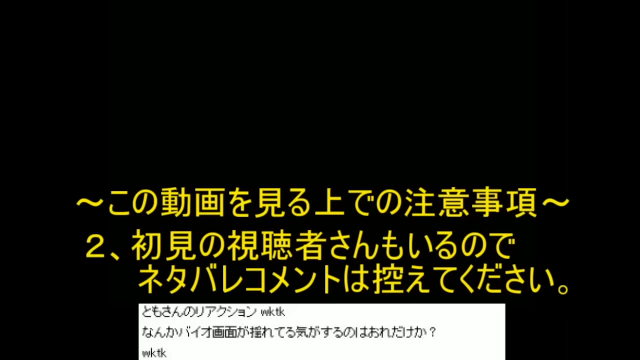 ～この動画を見る上での注意事項～
２、初見の視聴者さんもいるので
ネタバレコメントは控えてください。
ともさんのリアクション wktk
なんかバイオ画面が揺れてる気がするのはおれだけか？
wktk